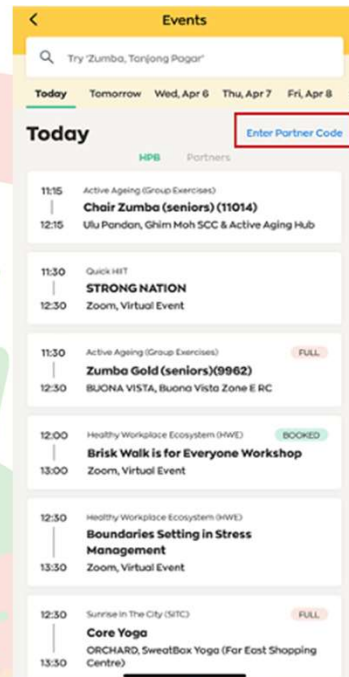 Events
Try 'Zumba, Tanjong Pagar'
Today Tomorrow Wed, Apr 6 Thu, Apr 7 Fri, Apr 8
Today Enter Partner Code
HPB Partners
11:15 Active Ageing (Group Exercises)
Chair Zumba (seniors) (11014)
12:15 Ulu Pandan, Ghim Moh SCC & Active Aging Hub
11:30 Quick HIIT
STRONG NATION
12:30 Zoom, Virtual Event
11:30 Active Ageing (Group Exercises) FULL
Zumba Gold (seniors)(9962)
12:30 BUONA VISTA, Buona Vista Zone E RC
12:00 Healthy Workplace Ecosystem (HWE) BOOKED
Brisk Walk is for Everyone Workshop
13:00 Zoom, Virtual Event
12:30 Healthy Workplace Ecosystem (HWE)
Boundaries Setting in Stress
Management
13:30 Zoom, Virtual Event
12:30 Sunrise In The City (SITC) FULL
Core Yoga
ORCHARD, SweatBox Yoga (Far East Shopping
13:30 Centre)